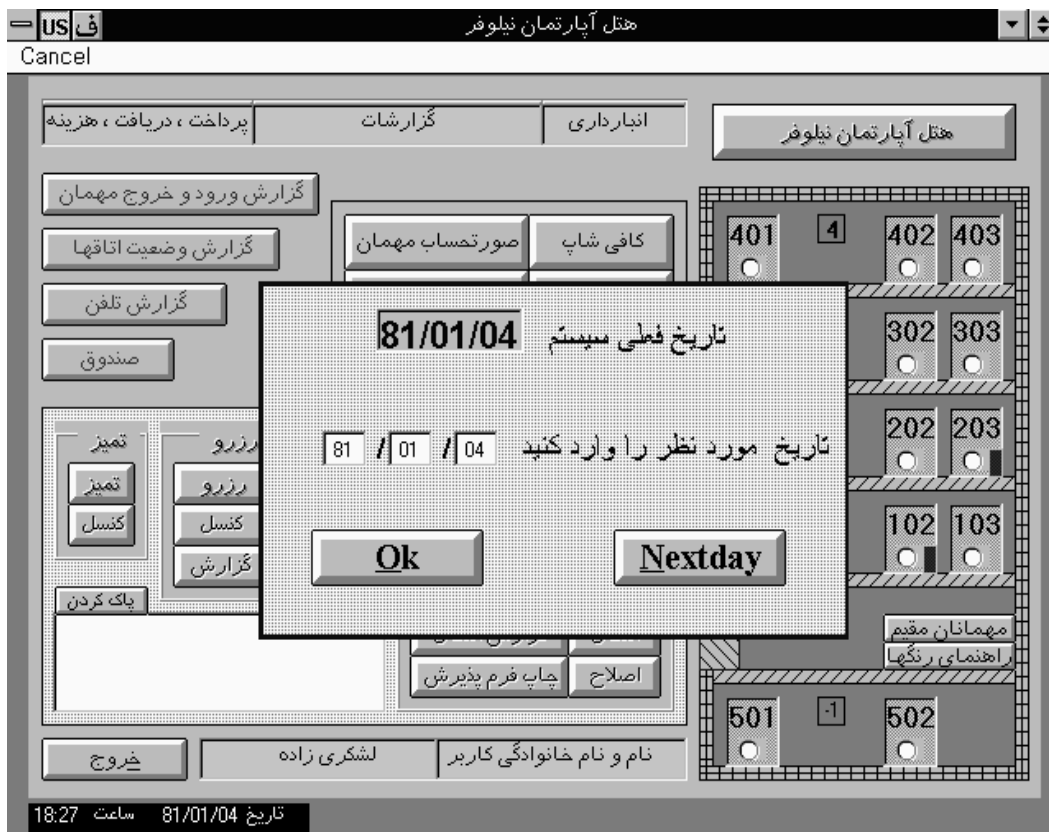 US ف هتل آپارتمان نیلوفر
Cancel
انبارداری گزارشات پرداخت ، دریافت ، هزینه
هتل آپارتمان نیلوفر
گزارش ورود و خروج مهمان
گزارش وضعیت اتاقها
گزارش تلفن
صندوق
کافی شاپ صورتحساب مهمان
401 4 402 403
302 303
202 203
102 103
تاریخ فعلی سیستم 81/01/04
تاریخ مورد نظر را وارد کنید 81 / 01 / 04
Ok Nextday
تمیز
تمیز
کنسل
رزرو
رزرو
کنسل
گزارش
پاک کردن
اصلاح چاپ فرم پذیرش
مهمانان مقیم
راهنمای رنگها
501 -1 502
نام و نام خانوادگی کاربر لشکری زاده
خروج
تاریخ 81/01/04 ساعت 18:27